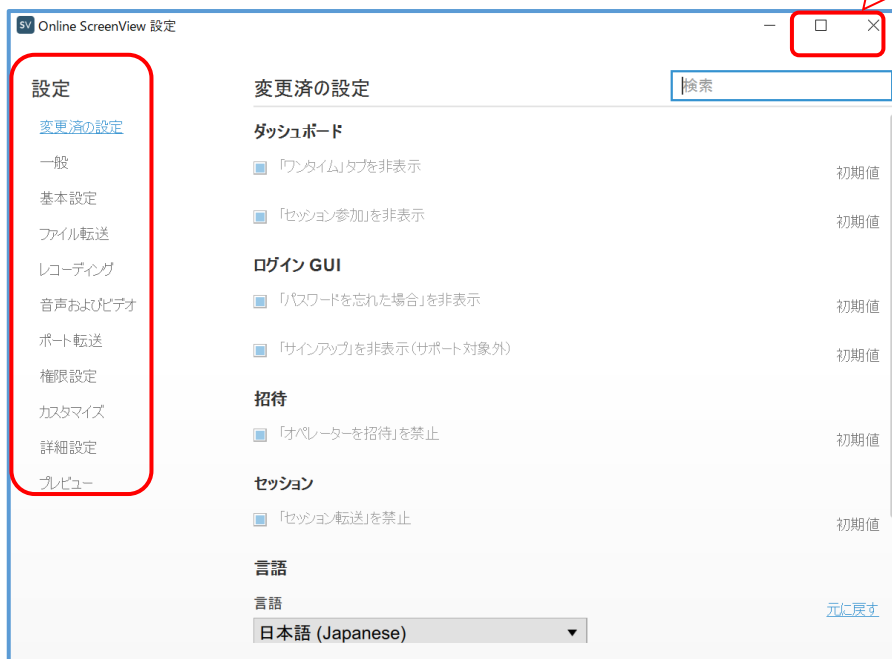 SV Online ScreenView 設定
設定
変更済の設定
一般
基本設定
ファイル転送
レコーディング
音声およびビデオ
ポート転送
権限設定
カスタマイズ
詳細設定
プレビュー
変更済の設定
検索
ダッシュボード
「ワンタイム」タブを非表示 初期値
「セッション参加」を非表示 初期値
ログイン GUI
「パスワードを忘れた場合」を非表示 初期値
「サインアップ」を非表示(サポート対象外) 初期値
招待
「オペレーターを招待」を禁止 初期値
セッション
「セッション転送」を禁止 初期値
言語
言語 元に戻す
日本語 (Japanese)